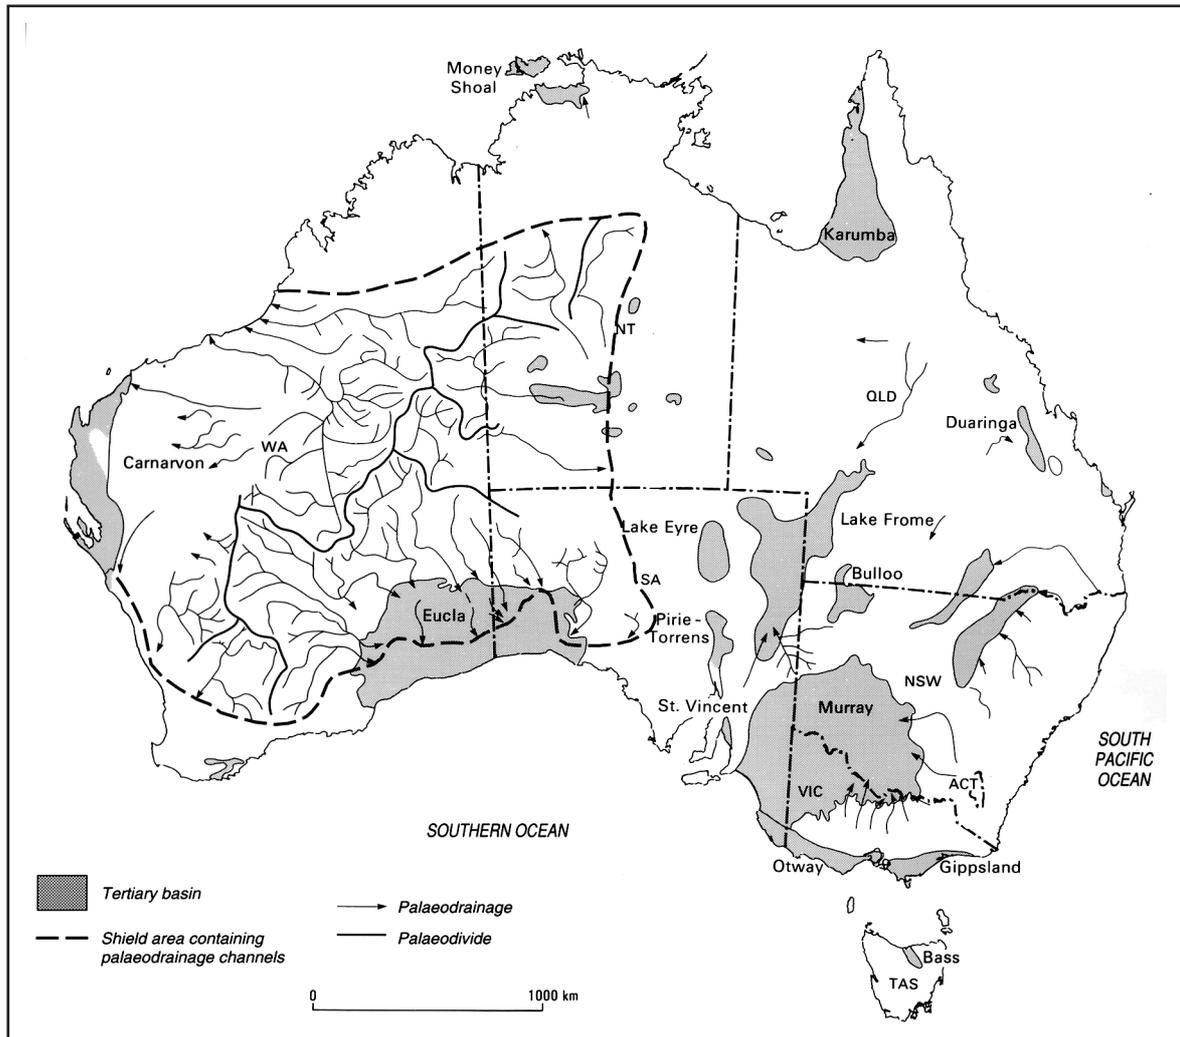 Money
Shoal
Karumba
NT
QLD
Duaringa
WA
Carnarvon
Lake Eyre
Lake Frome
SA
Bulloo
Eucla
Pirie -
Torrens
NSW
St. Vincent
Murray
SOUTH
PACIFIC
OCEAN
VIC
ACT
SOUTHERN OCEAN
Otway
Gippsland
Tertiary basin
Palaeodrainage
Shield area containing
palaeodrainage channels
Palaeodivide
Bass
TAS
0
1000 km